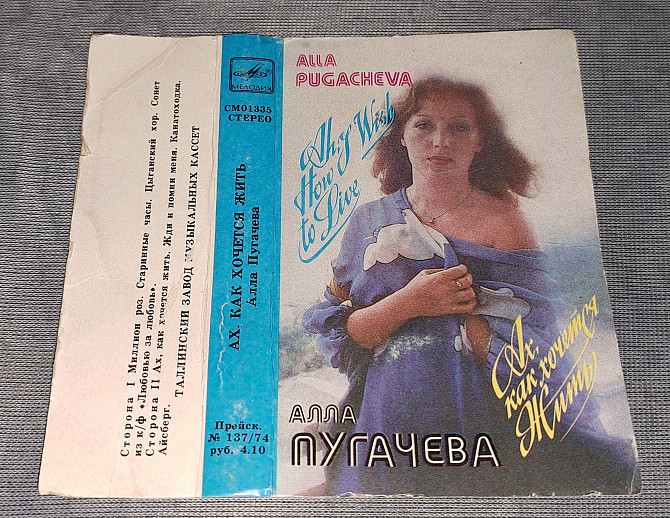 Сторона I Миллион роз. Старинные часы. Цыганский хор. Совет
из к/ф «Любовью за любовь».
Сторона II Ах, как хочется жить. Жди и помни меня. Канатоходка.
Айсберг.
ТАЛЛИНСКИЙ ЗАВОД МУЗЫКАЛЬНЫХ КАССЕТ
МЕЛОДИЯ
СМ01335
СТЕРЕО
АХ, КАК ХОЧЕТСЯ ЖИТЬ
Алла Пугачева
Прейск.
№ 137/74
руб. 4.10
ALLA
PUGACHEVA
Ah, I Wish
How
to Live
Ах,
как хочется
Жить!
АЛЛА
ПУГАЧЕВА